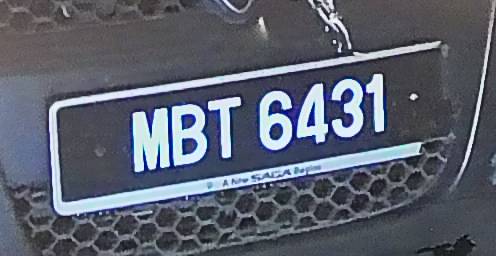 MBT 6431
A New SAGA Begins